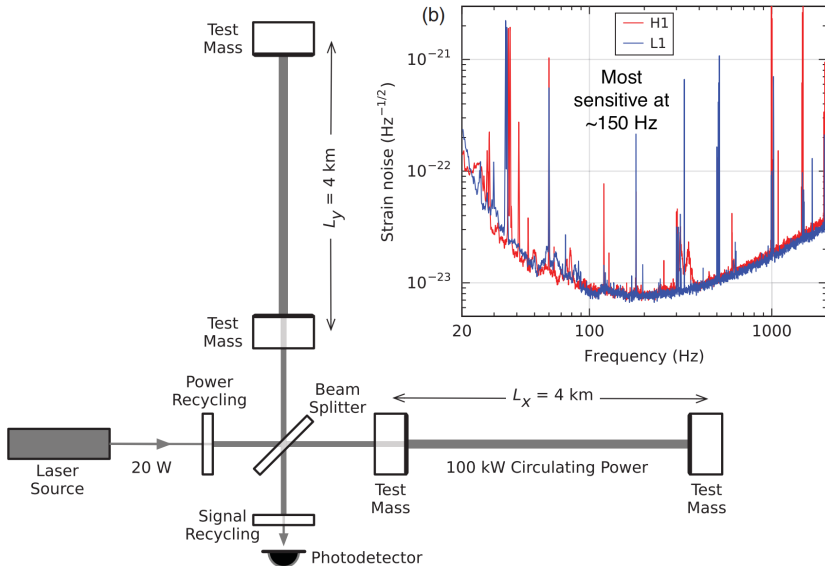 Test
Mass
L_y = 4 km
Test
Mass
Power
Recycling
Beam
Splitter
Laser
Source
20 W
Signal
Recycling
Photodetector
L_x = 4 km
100 kW Circulating Power
Test
Mass
Test
Mass
(b)
H1
L1
Most
sensitive at
~150 Hz
Strain noise (Hz^{-1/2})
10^{-21}
10^{-22}
10^{-23}
20
100
1000
Frequency (Hz)